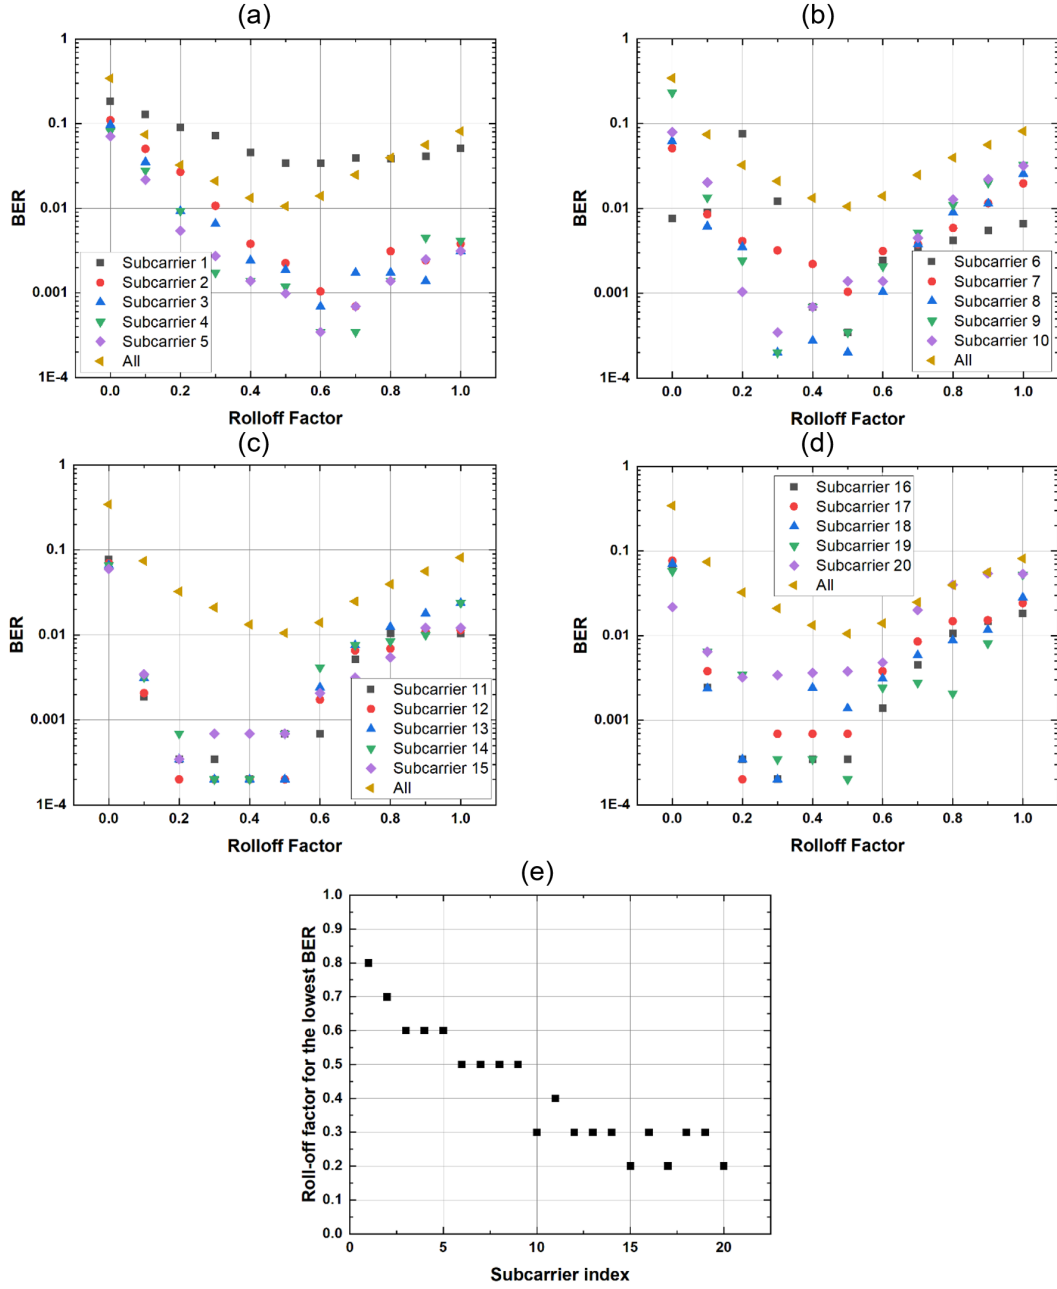 (a)
1
0.1
0.01
0.001
1E-4
BER
0.0 0.2 0.4 0.6 0.8 1.0
Rolloff Factor
Subcarrier 1
Subcarrier 2
Subcarrier 3
Subcarrier 4
Subcarrier 5
All
(b)
1
0.1
0.01
0.001
1E-4
BER
0.0 0.2 0.4 0.6 0.8 1.0
Rolloff Factor
Subcarrier 6
Subcarrier 7
Subcarrier 8
Subcarrier 9
Subcarrier 10
All
(c)
1
0.1
0.01
0.001
1E-4
BER
0.0 0.2 0.4 0.6 0.8 1.0
Rolloff Factor
Subcarrier 11
Subcarrier 12
Subcarrier 13
Subcarrier 14
Subcarrier 15
All
(d)
1
0.1
0.01
0.001
1E-4
BER
0.0 0.2 0.4 0.6 0.8 1.0
Rolloff Factor
Subcarrier 16
Subcarrier 17
Subcarrier 18
Subcarrier 19
Subcarrier 20
All
(e)
1.0
0.9
0.8
0.7
0.6
0.5
0.4
0.3
0.2
0.1
0.0
Roll-off factor for the lowest BER
0 5 10 15 20
Subcarrier index